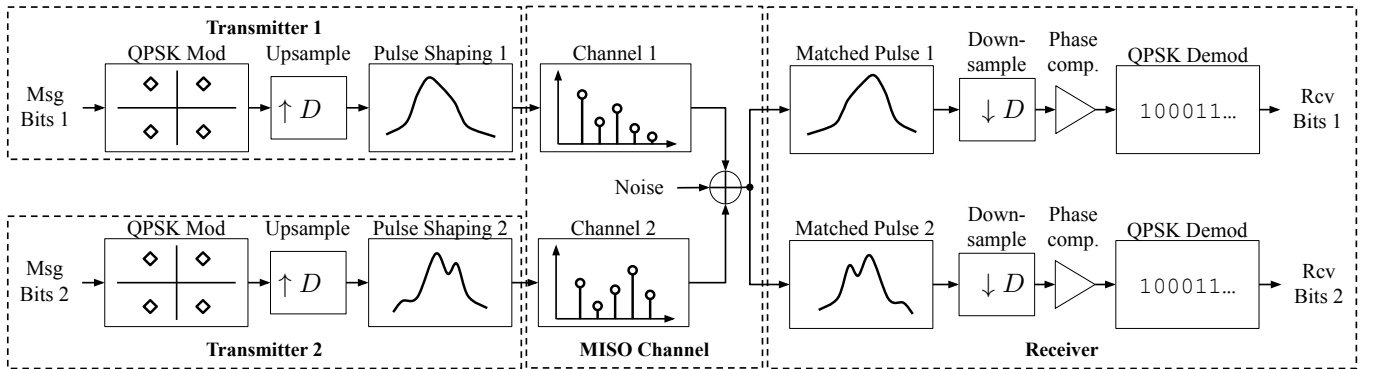 Transmitter 1
QPSK Mod
Upsample
Pulse Shaping 1
Msg
Bits 1
↑ D
Channel 1
Matched Pulse 1
Down-
sample
Phase
comp.
QPSK Demod
↓ D
100011...
Rcv
Bits 1
Noise
QPSK Mod
Upsample
Pulse Shaping 2
Msg
Bits 2
↑ D
Transmitter 2
Channel 2
MISO Channel
Matched Pulse 2
Down-
sample
Phase
comp.
QPSK Demod
↓ D
100011...
Rcv
Bits 2
Receiver